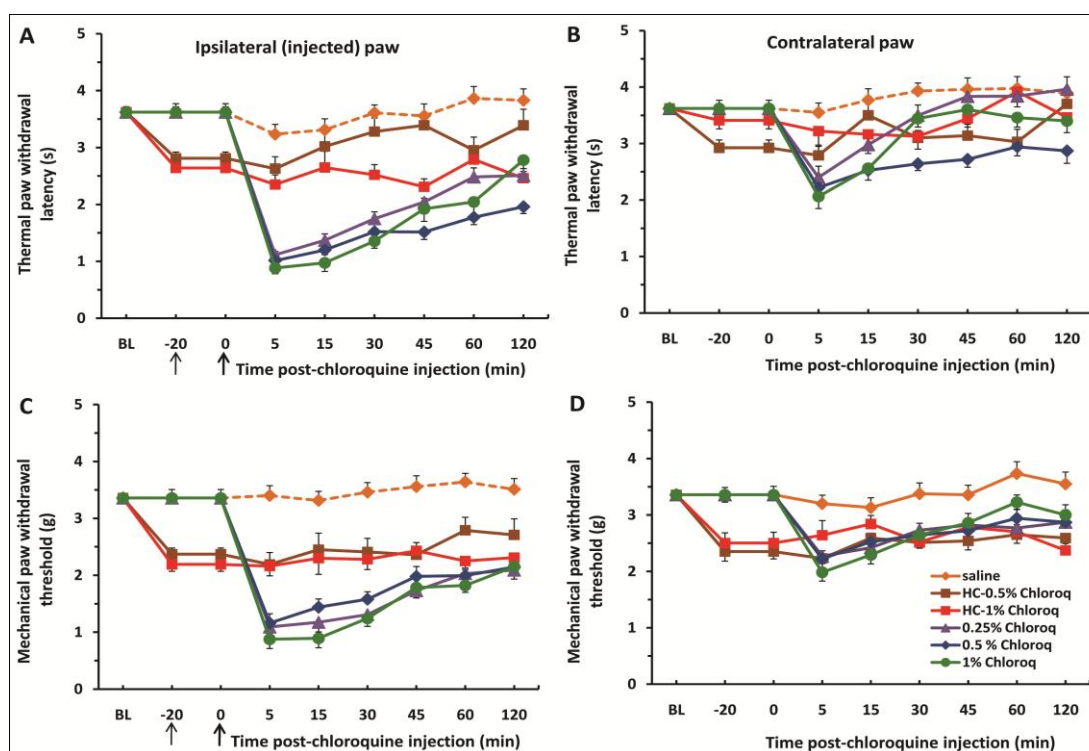 A
Ipsilateral (injected) paw
Thermal paw withdrawal
latency (s)
5
4
3
2
1
0
BL -20 0 5 15 30 45 60 120
Time post-chloroquine injection (min)
B
Contralateral paw
Thermal paw withdrawal
latency (s)
5
4
3
2
1
0
BL -20 0 5 15 30 45 60 120
Time post-chloroquine injection (min)
C
Mechanical paw withdrawal
threshold (g)
5
4
3
2
1
0
BL -20 0 5 15 30 45 60 120
Time post-chloroquine injection (min)
D
Mechanical paw withdrawal
threshold (g)
5
4
3
2
1
0
saline
HC-0.5% Chloroq
HC-1% Chloroq
0.25% Chloroq
0.5 % Chloroq
1% Chloroq
BL -20 0 5 15 30 45 60 120
Time post-chloroquine injection (min)